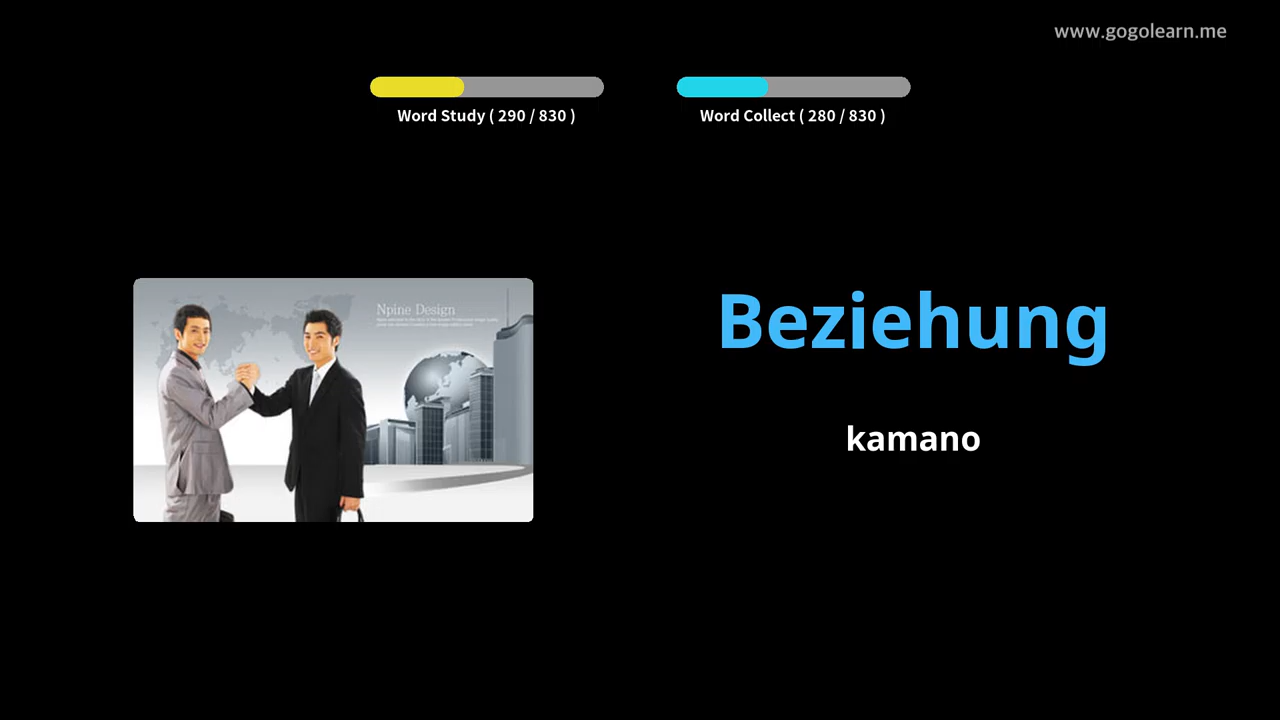 www.gogolearn.me
Word Study ( 290 / 830 )
Word Collect ( 280 / 830 )
Npine Design
Beziehung
kamano